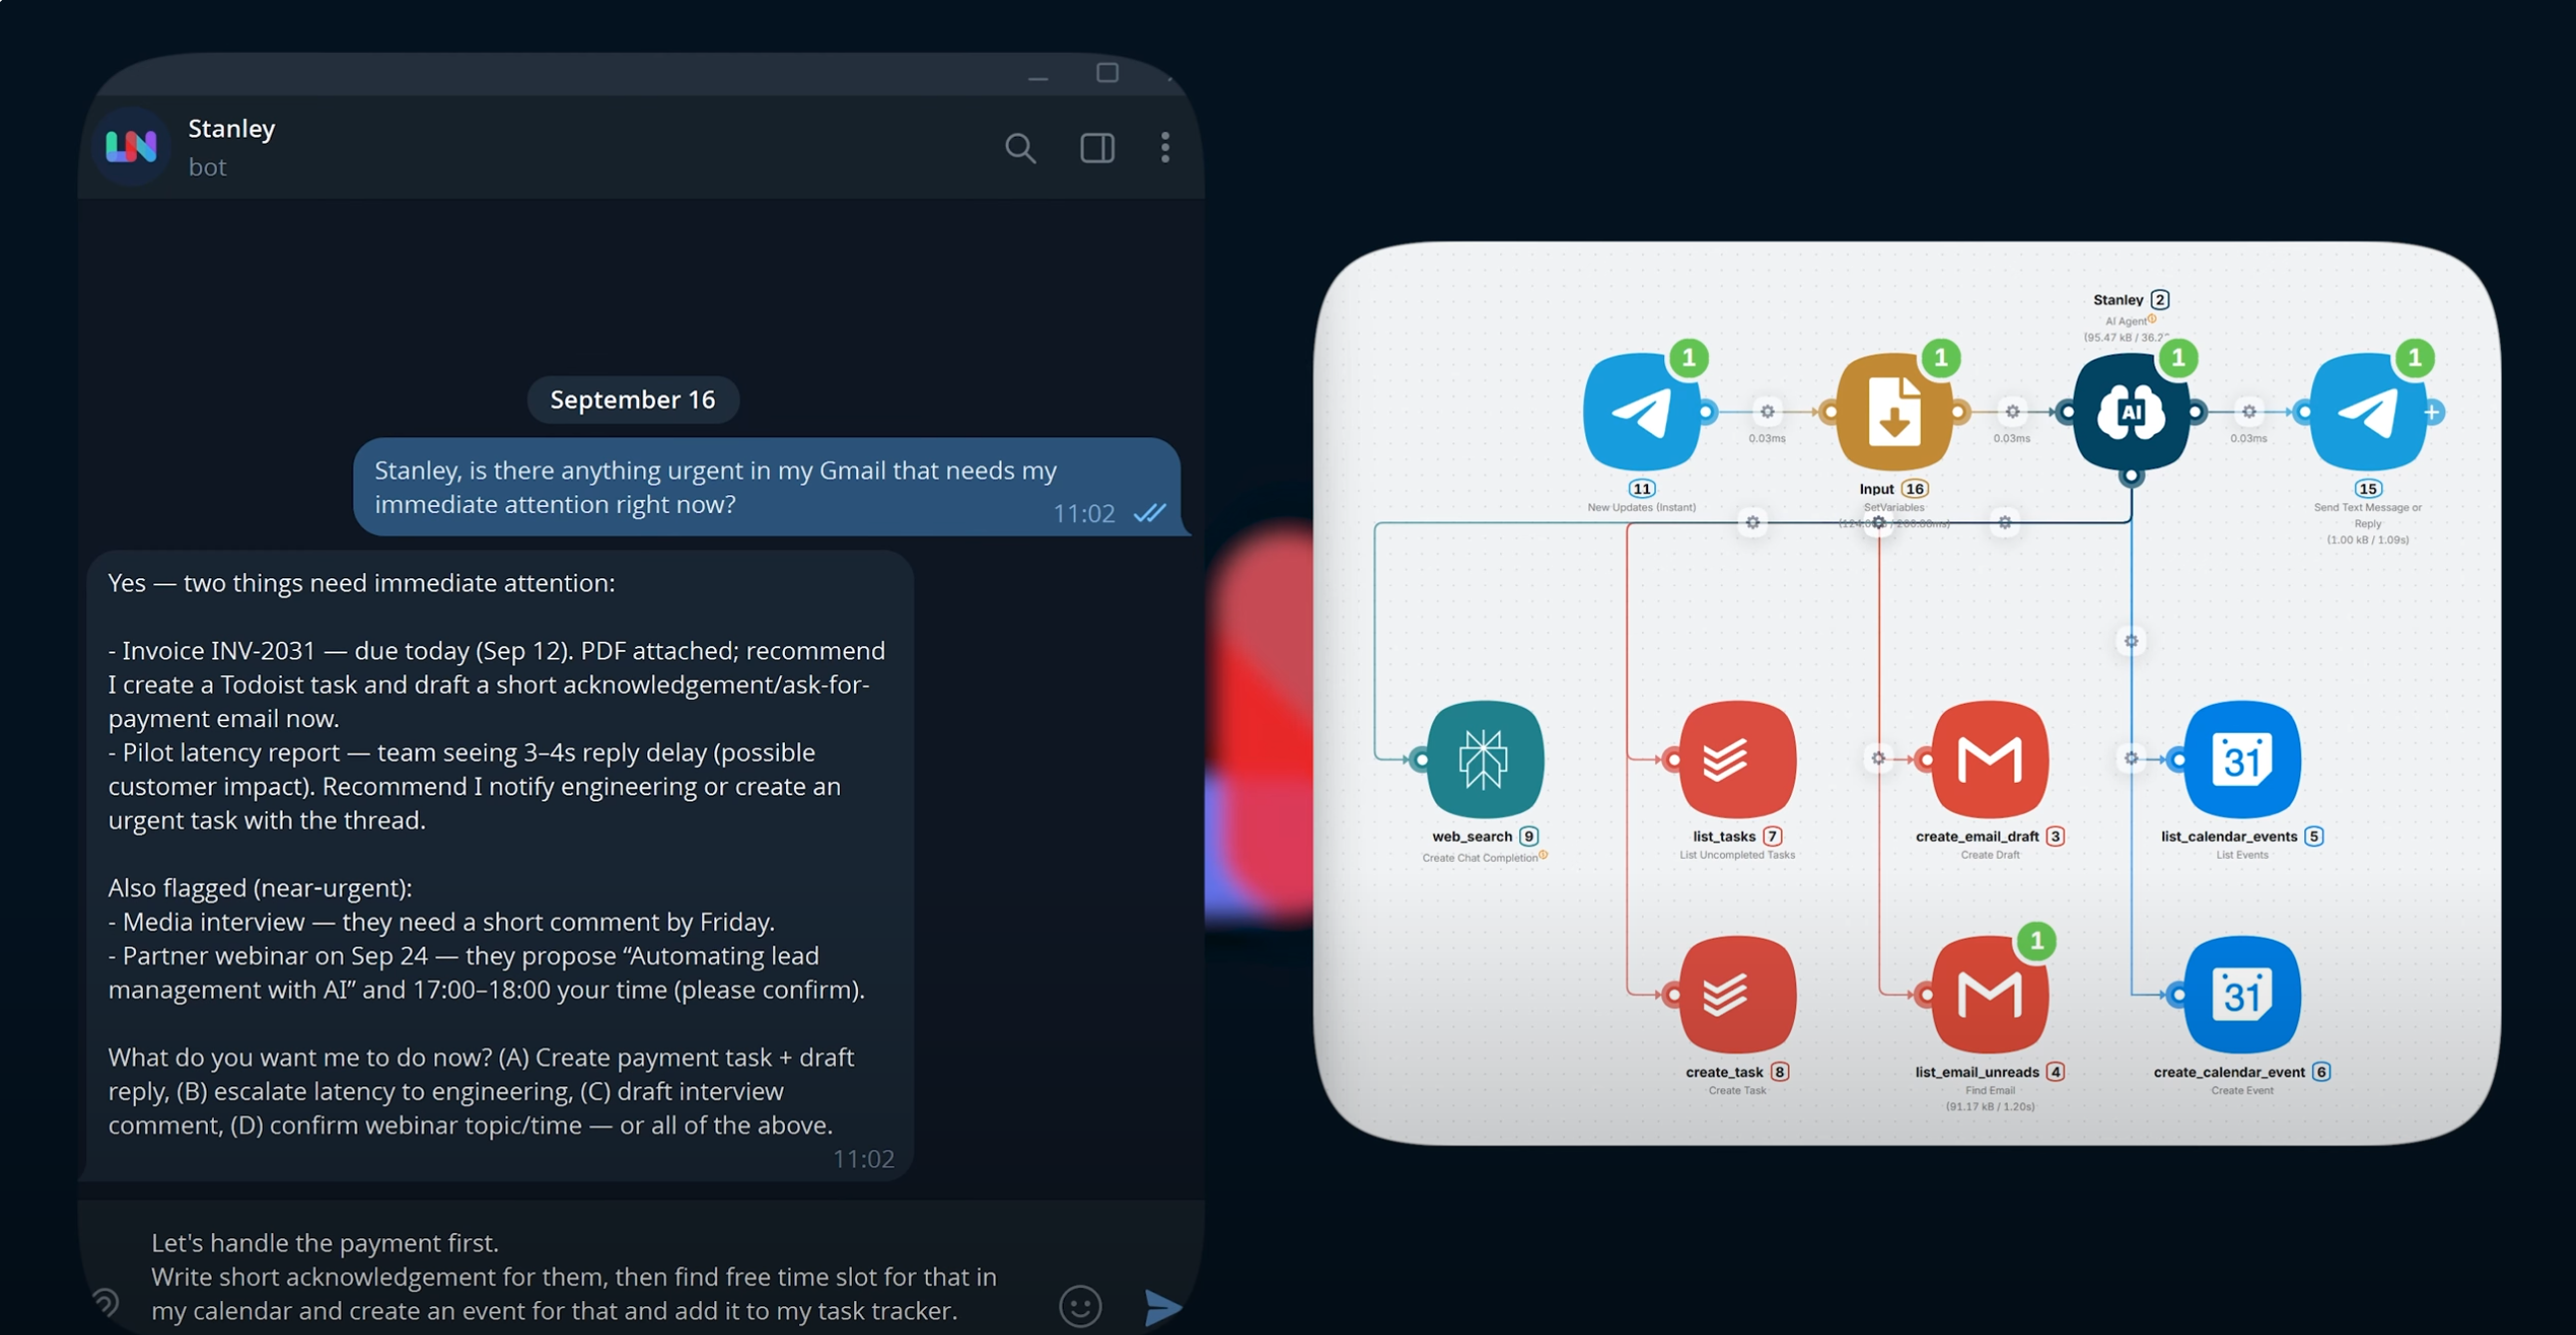 Stanley
bot
September 16
Stanley, is there anything urgent in my Gmail that needs my
immediate attention right now?
11:02
Yes — two things need immediate attention:
- Invoice INV-2031 — due today (Sep 12). PDF attached; recommend
I create a Todoist task and draft a short acknowledgement/ask-for-
payment email now.
- Pilot latency report — team seeing 3–4s reply delay (possible
customer impact). Recommend I notify engineering or create an
urgent task with the thread.
Also flagged (near-urgent):
- Media interview — they need a short comment by Friday.
- Partner webinar on Sep 24 — they propose “Automating lead
management with AI” and 17:00–18:00 your time (please confirm).
What do you want me to do now? (A) Create payment task + draft
reply, (B) escalate latency to engineering, (C) draft interview
comment, (D) confirm webinar topic/time — or all of the above.
11:02
Let's handle the payment first.
Write short acknowledgement for them, then find free time slot for that in
my calendar and create an event for that and add it to my task tracker.
Stanley 2
AI Agent
(95.47 kB /
1
1
1
1
AI
0.03ms
0.03ms
0.03ms
11
New Updates (Instant)
Input 16
SetVariables
15
Send Text Message or
Reply
(1.00 kB / 1.09s)
31
web_search 9
Create Chat Completion
list_tasks 7
List Uncompleted Tasks
create_email_draft 3
Create Draft
list_calendar_events 5
List Events
1
31
create_task 8
Create Task
list_email_unreads 4
Find Email
(91.17 kB / 1.20s)
create_calendar_event 6
Create Event